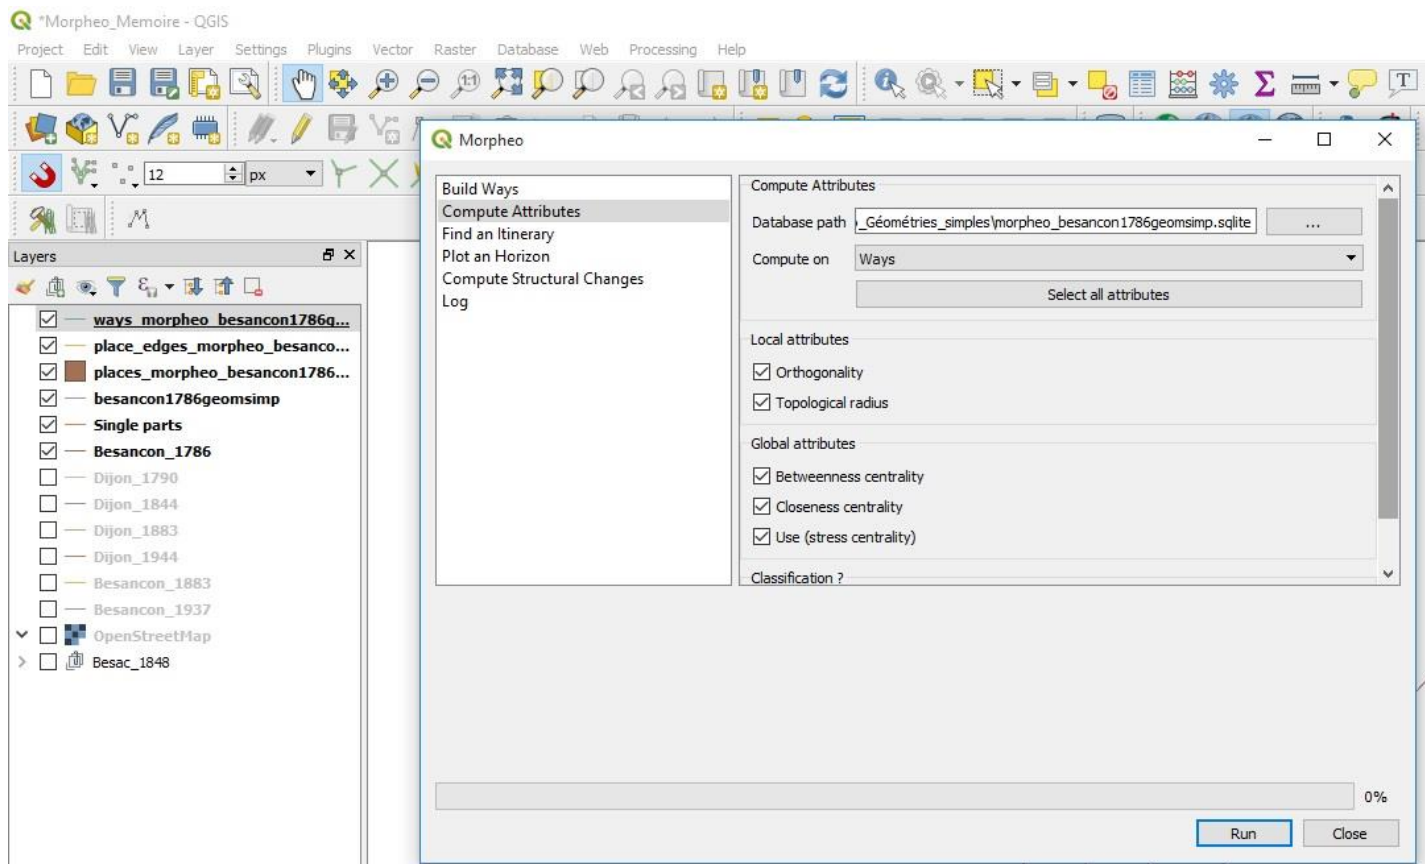 *Morpheo_Memoire - QGIS
Project Edit View Layer Settings Plugins Vector Raster Database Web Processing Help
1:1
T
12 px
Morpheo
Build Ways
Compute Attributes
Find an Itinerary
Plot an Horizon
Compute Structural Changes
Log
Compute Attributes
Database path _Géométries_simples\morpheo_besancon1786geomsimp.sqlite ...
Compute on Ways
Select all attributes
Local attributes
Orthogonality
Topological radius
Global attributes
Betweenness centrality
Closeness centrality
Use (stress centrality)
Classification ?
0%
Run Close
Layers
ways_morpheo_besancon1786g...
place_edges_morpheo_besanco...
places_morpheo_besancon1786...
besancon1786geomsimp
Single parts
Besancon_1786
Dijon_1790
Dijon_1844
Dijon_1883
Dijon_1944
Besancon_1883
Besancon_1937
OpenStreetMap
Besac_1848